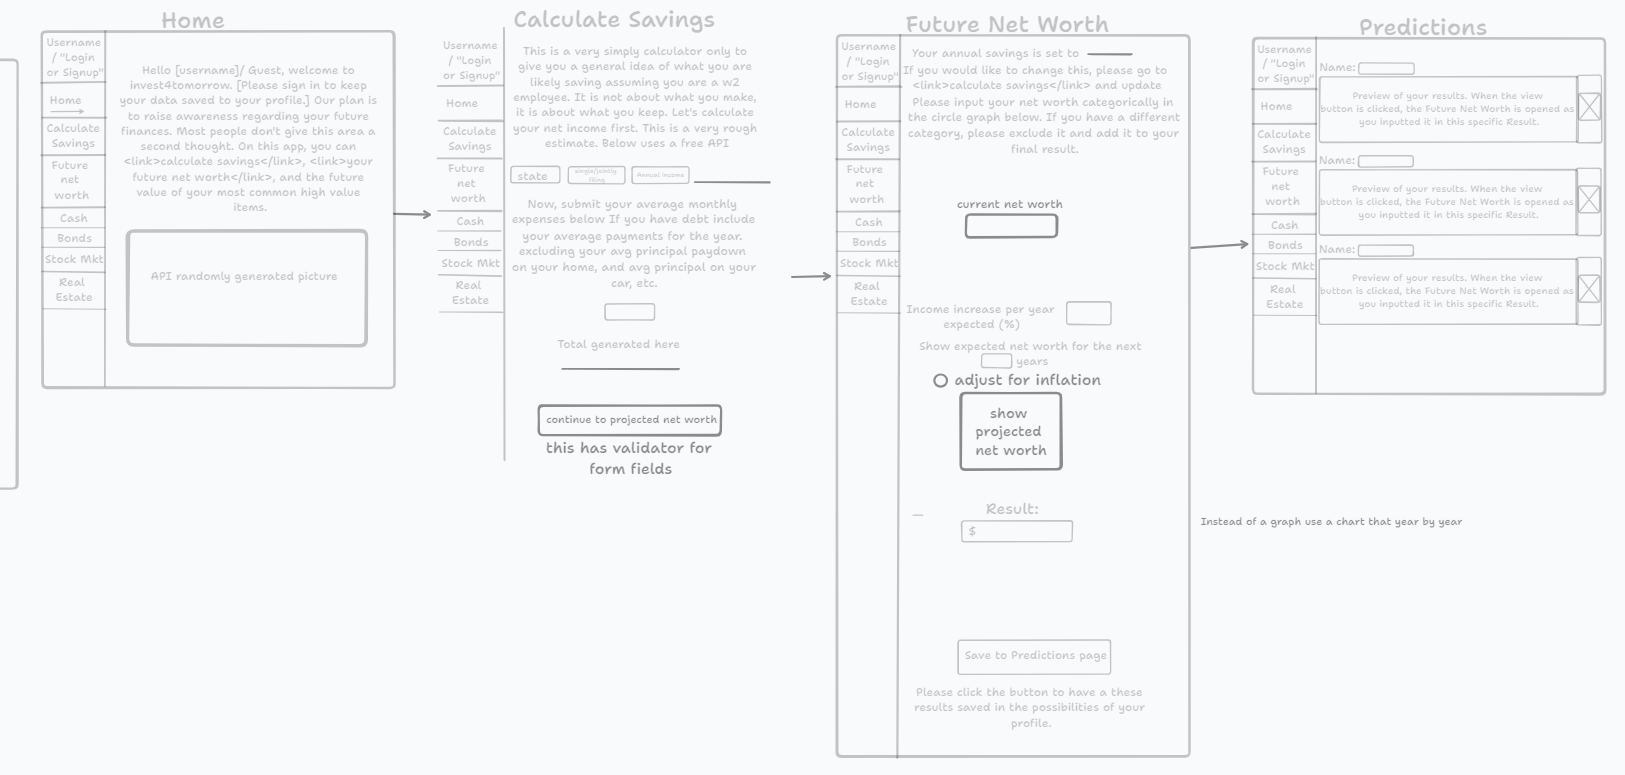 Home
Username
/ "Login
or Signup"
Home
Calculate
Savings
Future
net
worth
Cash
Bonds
Stock Mkt
Real
Estate
Hello [username]/ Guest, welcome to
invest4tomorrow. [Please sign in to keep
your data saved to your profile.] Our plan is
to raise awareness regarding your future
finances. Most people don't give this area a
second thought. On this app, you can
<link>calculate savings</link>, <link>your
future net worth</link>, and the future
value of your most common high value
items.
API randomly generated picture
Calculate Savings
Username
/ "Login
or Signup"
Home
Calculate
Savings
Future
net
worth
Cash
Bonds
Stock Mkt
Real
Estate
This is a very simply calculator only to
give you a general idea of what you are
likely saving assuming you are a w2
employee. It is not about what you make,
it is about what you keep. Let's calculate
your net income first. This is a very rough
estimate. Below uses a free API
state
single/jointly
filing
Annual income
Now, submit your average monthly
expenses below If you have debt include
your average payments for the year.
excluding your avg principal paydown
on your home, and avg principal on your
car, etc.
Total generated here
continue to projected net worth
this has validator for
form fields
Future Net Worth
Username
/ "Login
or Signup"
Home
Calculate
Savings
Future
net
worth
Cash
Bonds
Stock Mkt
Real
Estate
Your annual savings is set to
If you would like to change this, please go to
<link>calculate savings</link> and update
Please input your net worth categorically in
the circle graph below. If you have a different
category, please exclude it and add it to your
final result.
current net worth
Income increase per year
expected (%)
Show expected net worth for the next
years
adjust for inflation
show
projected
net worth
Result:
$
Save to Predictions page
Please click the button to have a these
results saved in the possibilities of your
profile.
Instead of a graph use a chart that year by year
Predictions
Username
/ "Login
or Signup"
Home
Calculate
Savings
Future
net
worth
Cash
Bonds
Stock Mkt
Real
Estate
Name:
Preview of your results. When the view
button is clicked, the Future Net Worth is opened as
you inputted it in this specific Result.
Name:
Preview of your results. When the view
button is clicked, the Future Net Worth is opened as
you inputted it in this specific Result.
Name:
Preview of your results. When the view
button is clicked, the Future Net Worth is opened as
you inputted it in this specific Result.